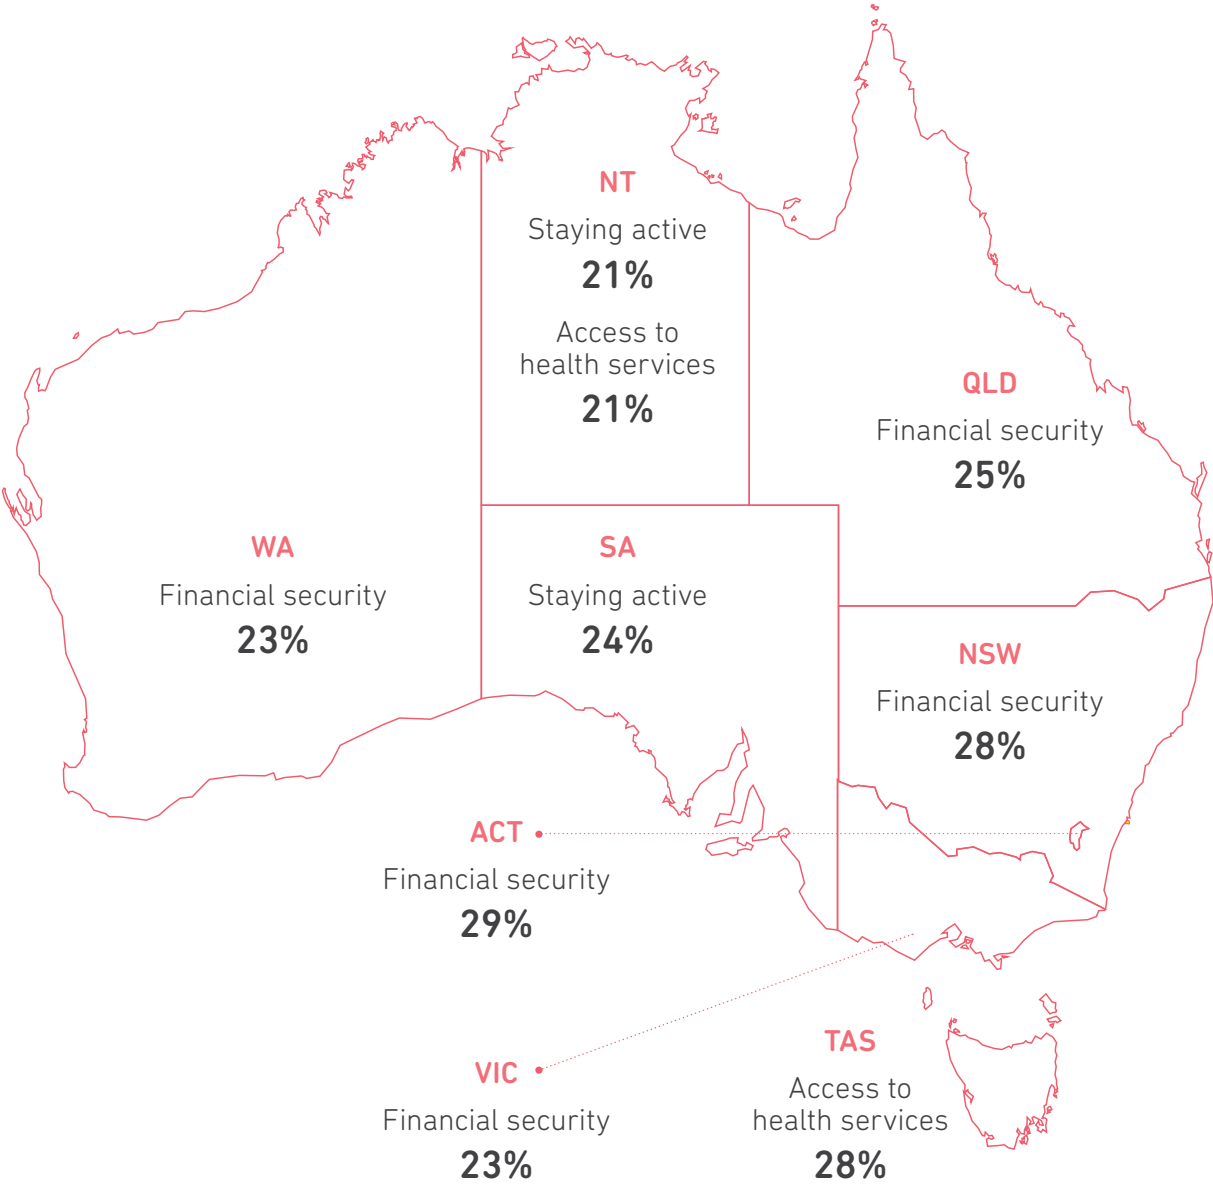 NT
Staying active
21%
Access to
health services
21%
QLD
Financial security
25%
WA
Financial security
23%
SA
Staying active
24%
NSW
Financial security
28%
ACT
Financial security
29%
VIC
Financial security
23%
TAS
Access to
health services
28%